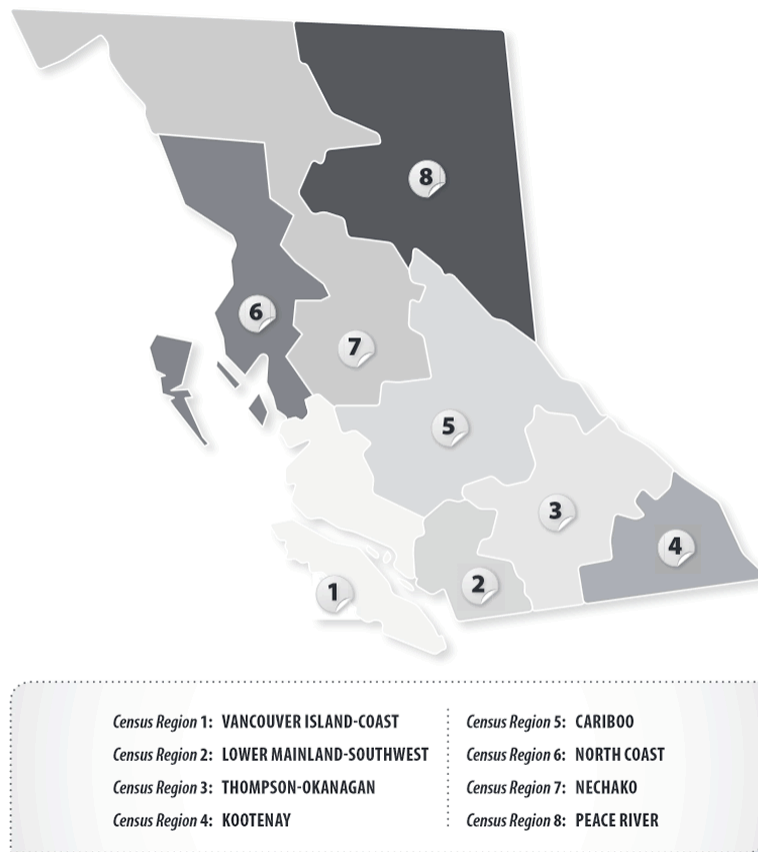 8
6
7
5
3
4
2
1
Census Region 1: VANCOUVER ISLAND-COAST
Census Region 2: LOWER MAINLAND-SOUTHWEST
Census Region 3: THOMPSON-OKANAGAN
Census Region 4: KOOTENAY
Census Region 5: CARIBOO
Census Region 6: NORTH COAST
Census Region 7: NECHAKO
Census Region 8: PEACE RIVER